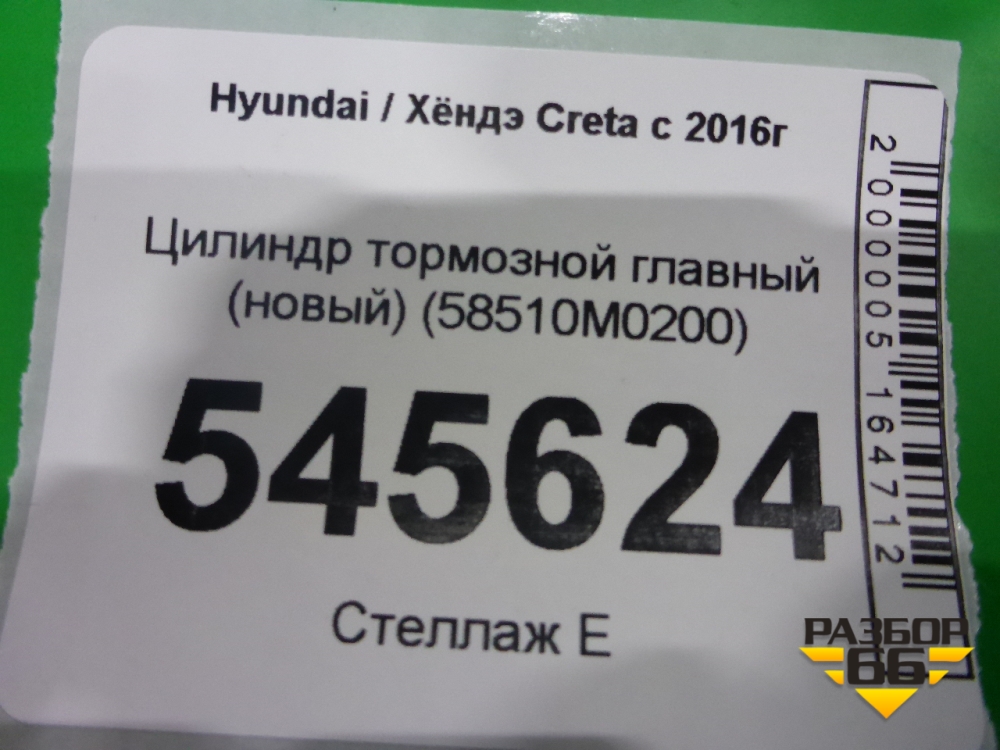 Hyundai / Хёндэ Creta с 2016г
Цилиндр тормозной главный
(новый) (58510M0200)
545624
Стеллаж Е
2000005164712
РАЗБОР
66